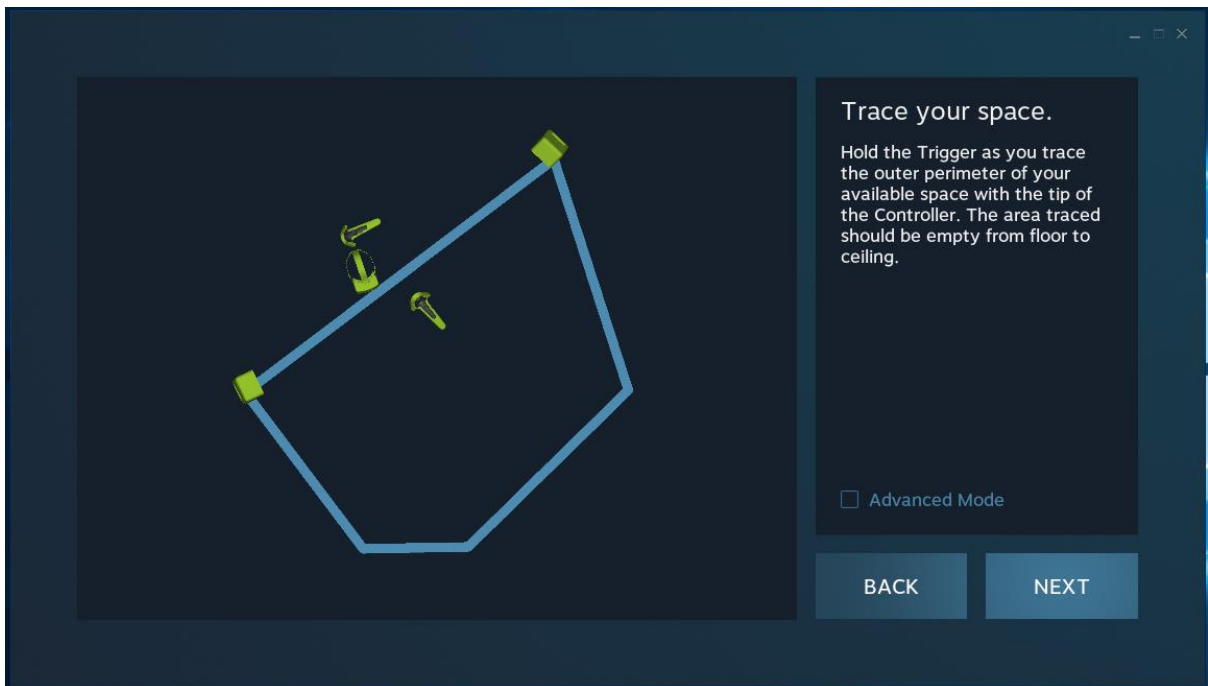 Trace your space.
Hold the Trigger as you trace
the outer perimeter of your
available space with the tip of
the Controller. The area traced
should be empty from floor to
ceiling.
Advanced Mode
BACK
NEXT